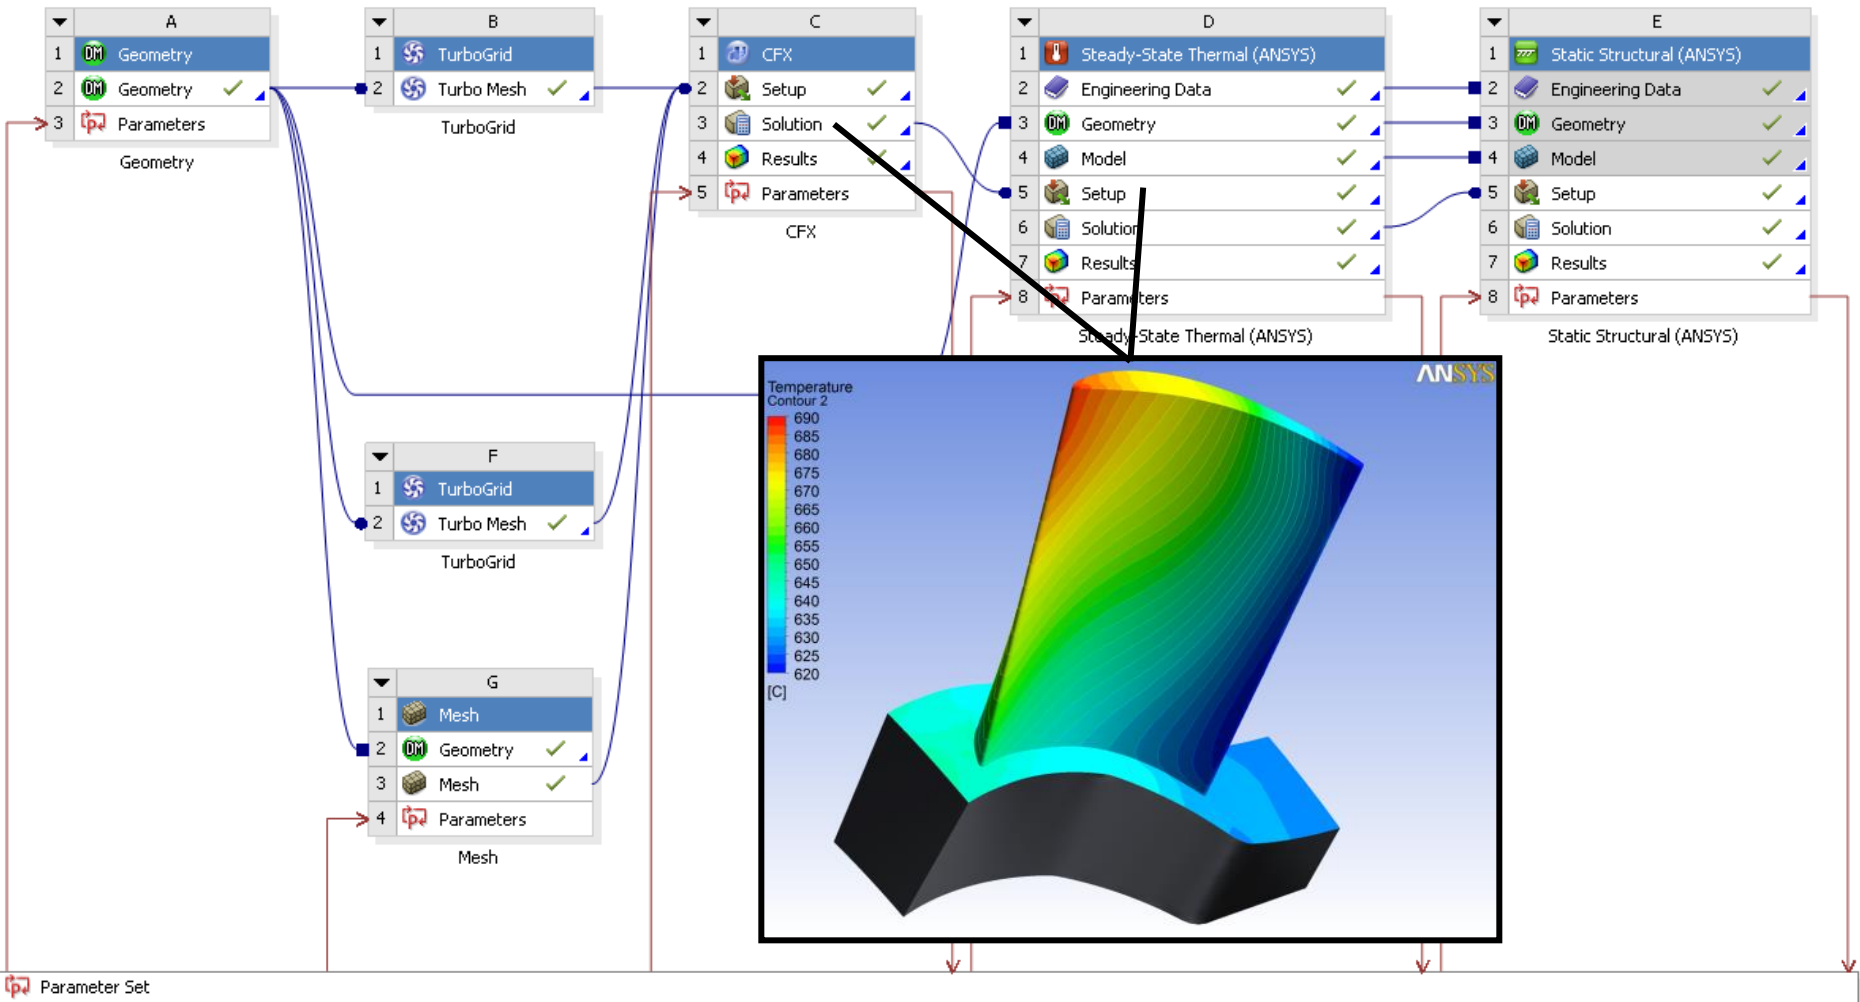 A
1 DM Geometry
2 DM Geometry
3 Parameters
Geometry
B
1 TurboGrid
2 Turbo Mesh
TurboGrid
C
1 CFX
2 Setup
3 Solution
4 Results
5 Parameters
CFX
D
1 Steady-State Thermal (ANSYS)
2 Engineering Data
3 DM Geometry
4 Model
5 Setup
6 Solution
7 Results
8 Parameters
Steady-State Thermal (ANSYS)
E
1 Static Structural (ANSYS)
2 Engineering Data
3 DM Geometry
4 Model
5 Setup
6 Solution
7 Results
8 Parameters
Static Structural (ANSYS)
F
1 TurboGrid
2 Turbo Mesh
TurboGrid
G
1 Mesh
2 DM Geometry
3 Mesh
4 Parameters
Mesh
ANSYS
Temperature
Contour 2
690
685
680
675
670
665
660
655
650
645
640
635
630
625
620
[C]
Parameter Set